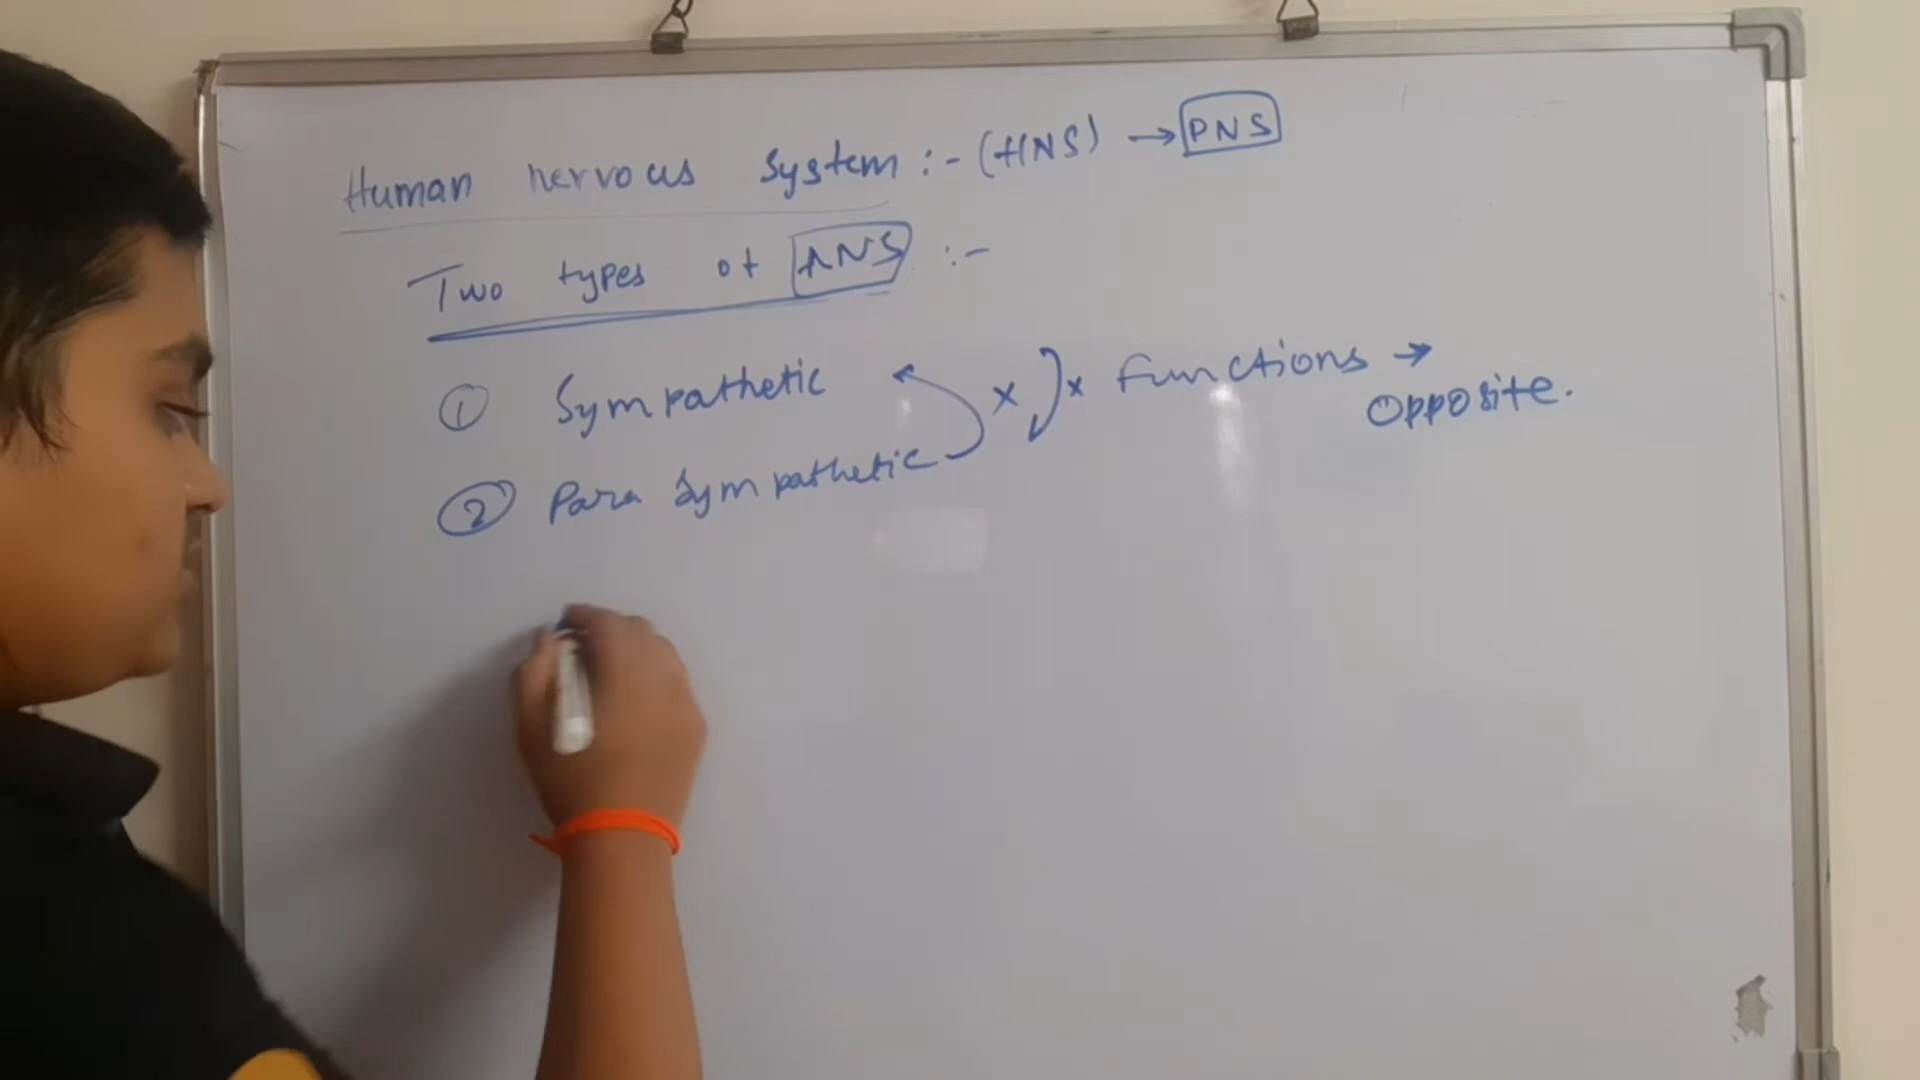 Human nervous system :- (HNS) → PNS
Two types of ANS :-
① Sympathetic x x Functions →
Opposite.
② Para sympathetic